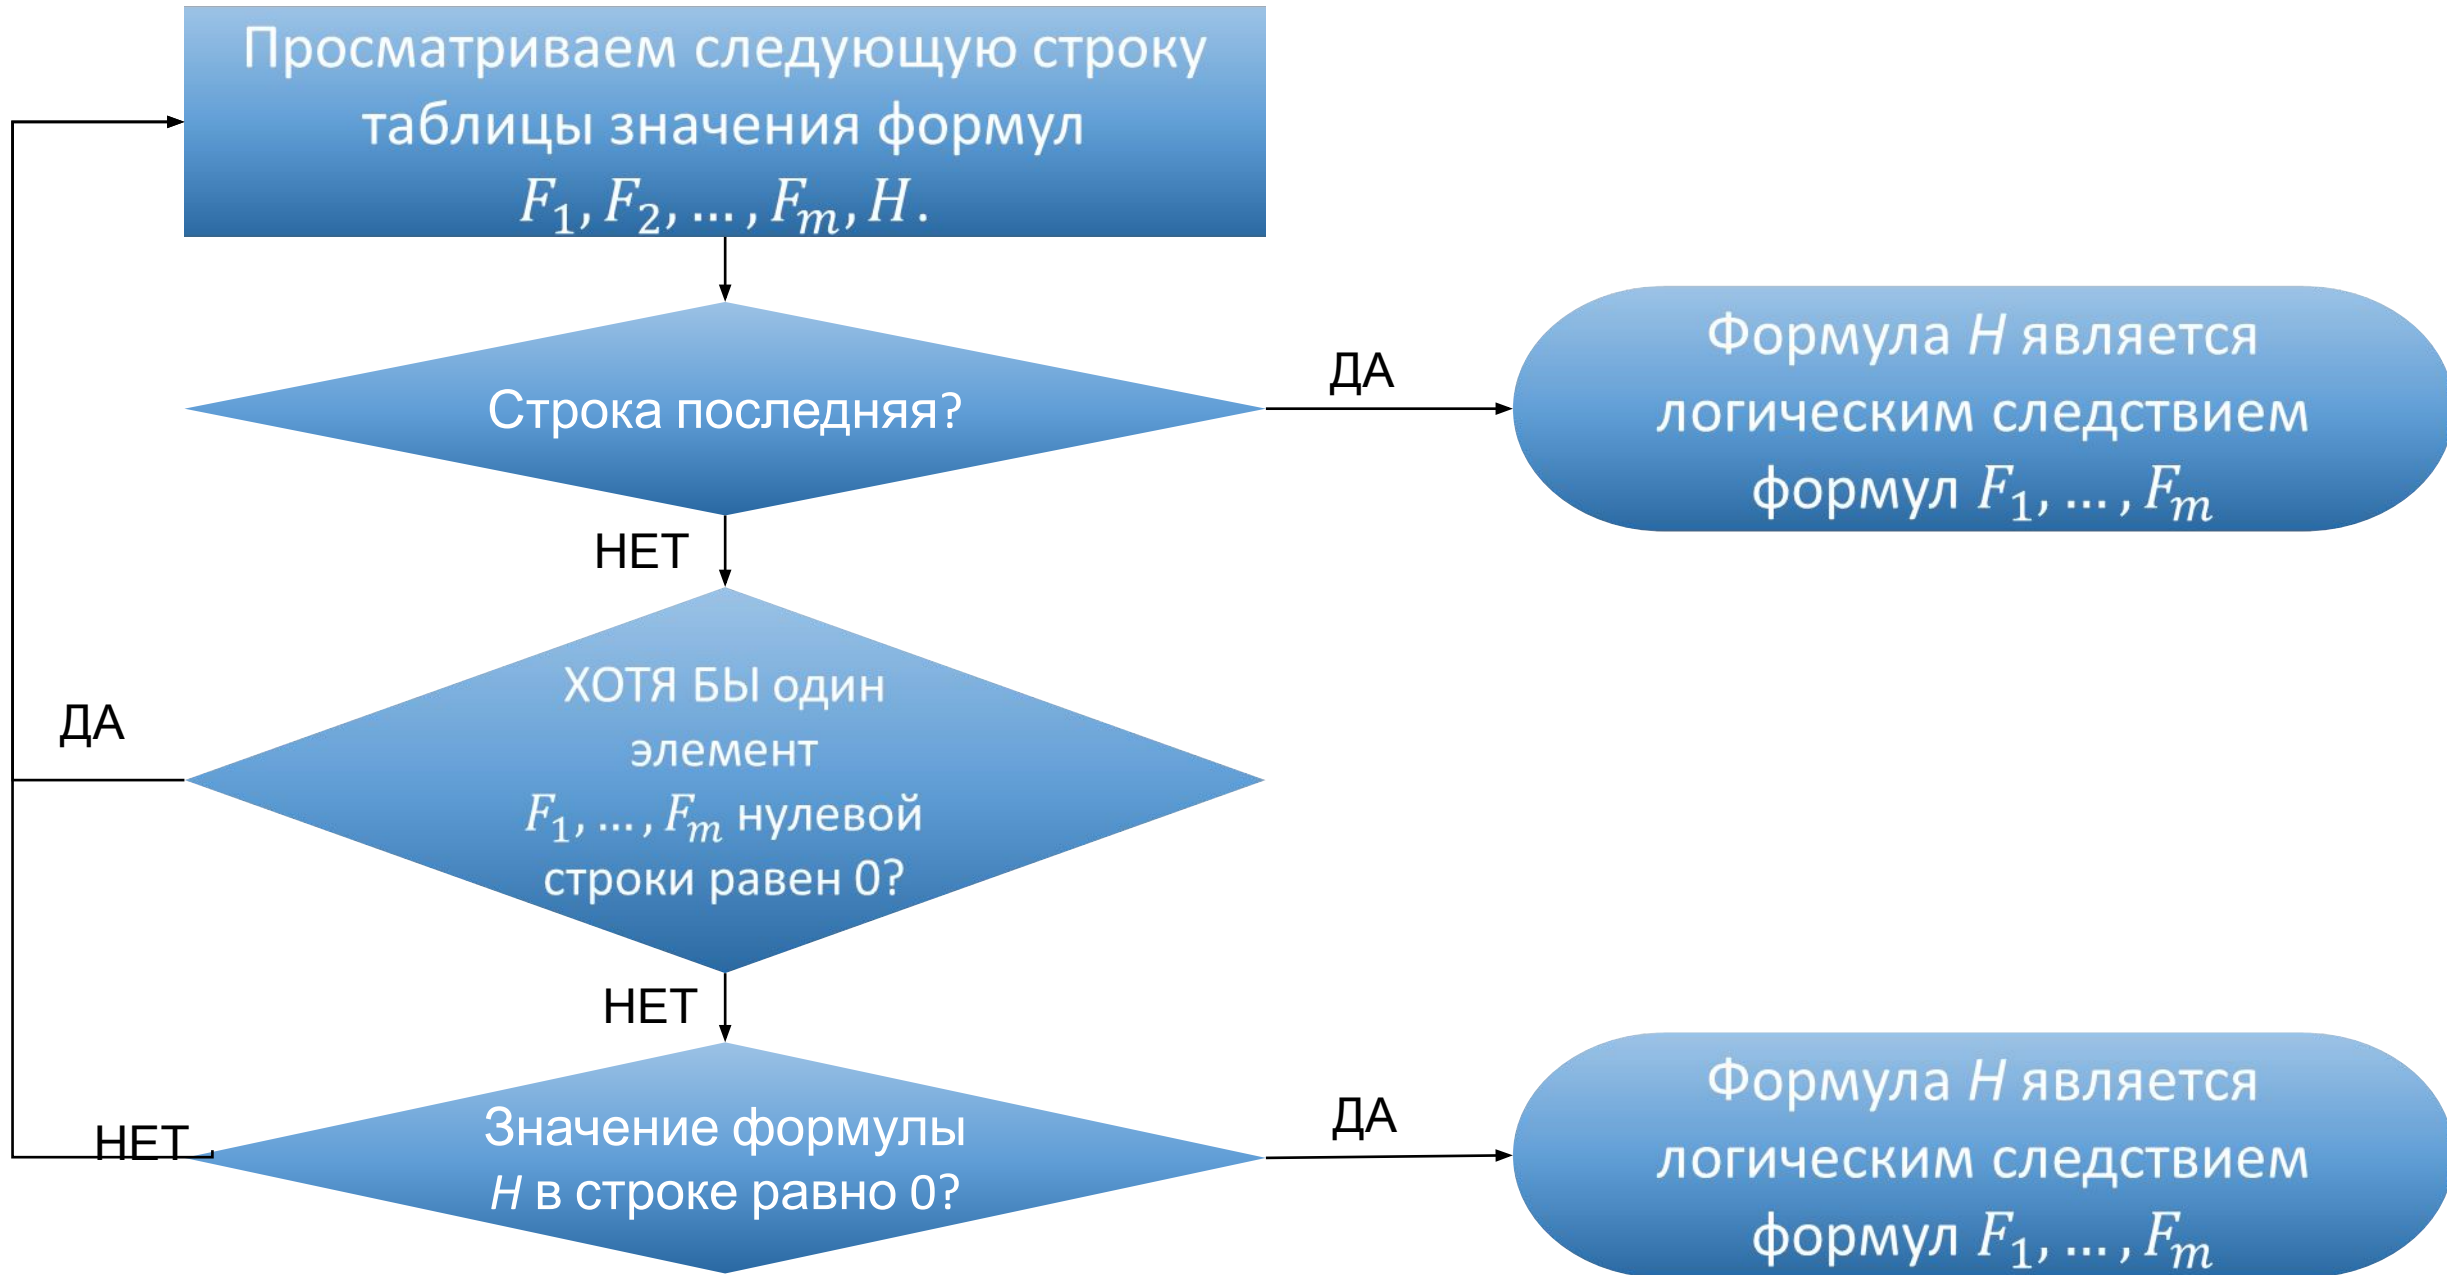 Просматриваем следующую строку
таблицы значения формул
F₁, F₂, … , Fₘ, H.
Строка последняя?
ДА
Формула H является
логическим следствием
формул F₁, … , Fₘ
НЕТ
ХОТЯ БЫ один
элемент
F₁, … , Fₘ нулевой
строки равен 0?
ДА
НЕТ
Значение формулы
H в строке равно 0?
НЕТ
ДА
Формула H является
логическим следствием
формул F₁, … , Fₘ